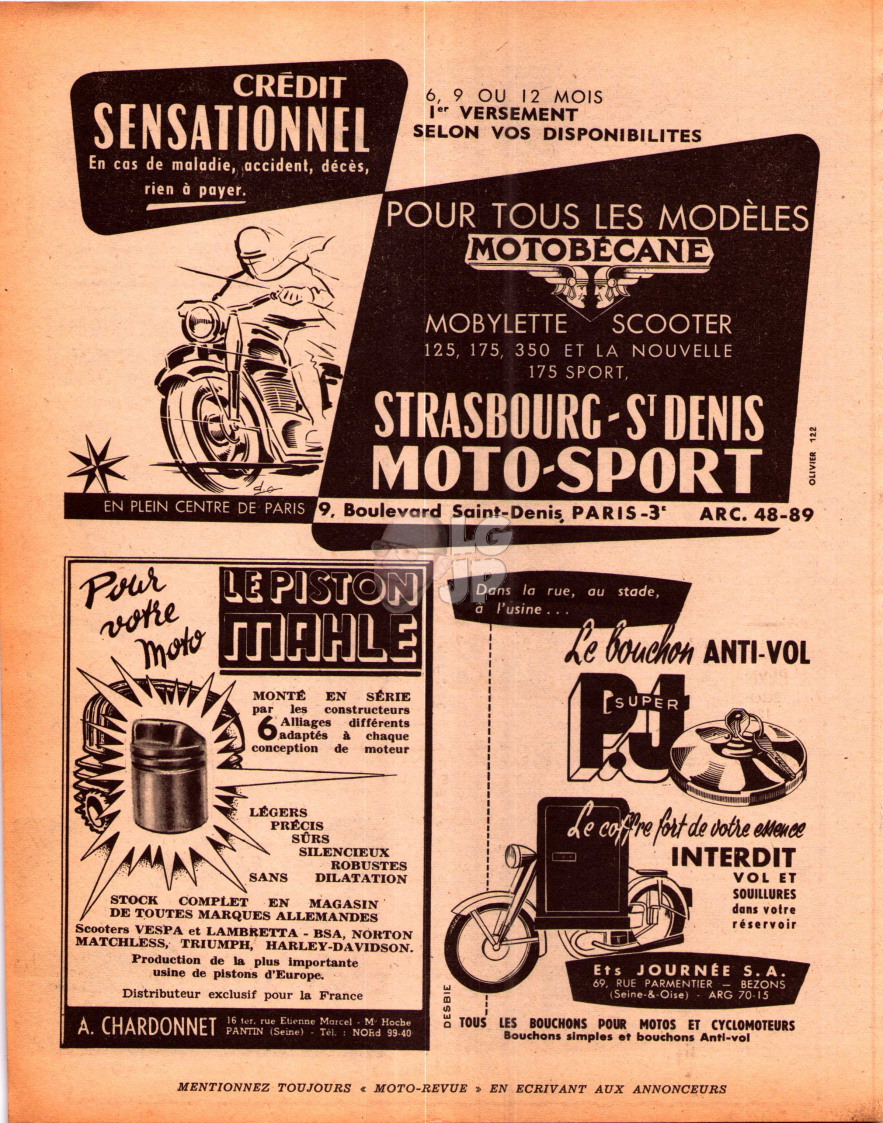 CRÉDIT
SENSATIONNEL
En cas de maladie, accident, décès,
rien à payer.
6, 9 OU 12 MOIS
1er VERSEMENT
SELON VOS DISPONIBILITES
POUR TOUS LES MODÈLES
MOTOBÉCANE
MOBYLETTE SCOOTER
125, 175, 350 ET LA NOUVELLE
175 SPORT,
STRASBOURG-ST DENIS
MOTO-SPORT
OLIVIER 122
EN PLEIN CENTRE DE PARIS
9, Boulevard Saint-Denis, PARIS-3e ARC. 48-89
LG
JP
Pour
votre
moto
LE PISTON
MAHLE
MONTÉ EN SÉRIE
par les constructeurs
6 Alliages différents
adaptés à chaque
conception de moteur
LÉGERS
PRÉCIS
SÛRS
SILENCIEUX
ROBUSTES
SANS DILATATION
STOCK COMPLET EN MAGASIN
DE TOUTES MARQUES ALLEMANDES
Scooters VESPA et LAMBRETTA - BSA, NORTON
MATCHLESS, TRIUMPH, HARLEY-DAVIDSON.
Production de la plus importante
usine de pistons d'Europe.
Distributeur exclusif pour la France
A. CHARDONNET
16 ter, rue Etienne Marcel - Mo Hoche
PANTIN (Seine) - Tél. : NORd 99-40
Dans la rue, au stade,
à l'usine...
Le bouchon ANTI-VOL
SUPER
P.J
Le coffre fort de votre essence
INTERDIT
VOL ET
SOUILLURES
dans votre
réservoir
Ets JOURNÉE S.A.
69, RUE PARMENTIER — BEZONS
(Seine-&-Oise) - ARG 70-15
DESBIE
TOUS LES BOUCHONS POUR MOTOS ET CYCLOMOTEURS
Bouchons simples et bouchons Anti-vol
MENTIONNEZ TOUJOURS « MOTO-REVUE » EN ECRIVANT AUX ANNONCEURS